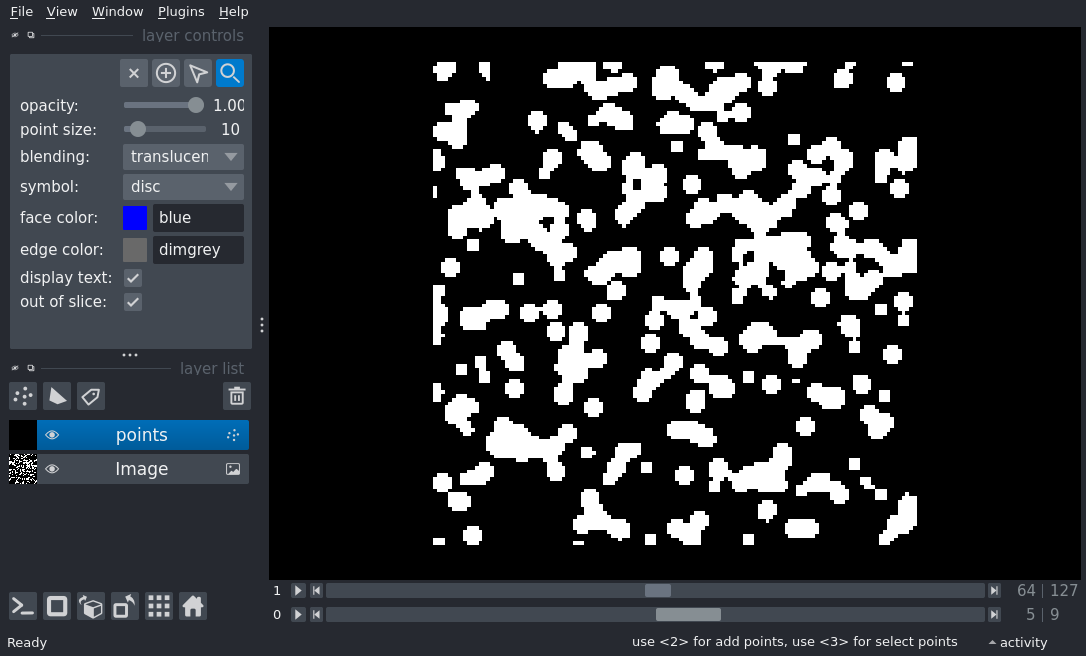 File View Window Plugins Help
layer controls
opacity: 1.00
point size: 10
blending: translucen
symbol: disc
face color: blue
edge color: dimgrey
display text:
out of slice:
layer list
points
Image
1 64 | 127
0 5 | 9
Ready use <2> for add points, use <3> for select points activity